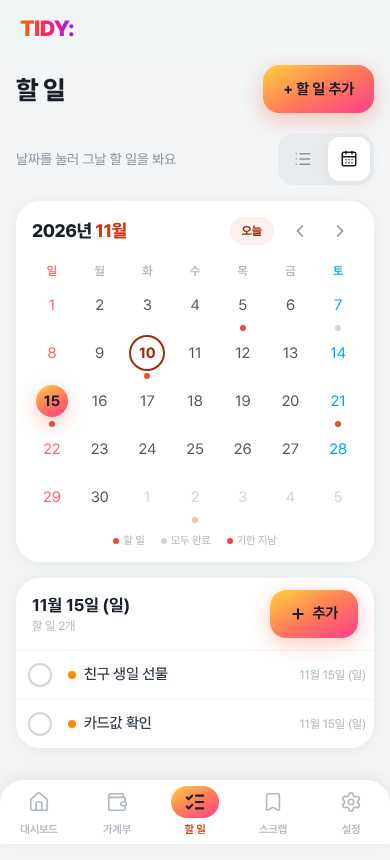 TIDY:
할 일
+ 할 일 추가
날짜를 눌러 그날 할 일을 봐요
2026년 11월
오늘
일 월 화 수 목 금 토
1 2 3 4 5 6 7
8 9 10 11 12 13 14
15 16 17 18 19 20 21
22 23 24 25 26 27 28
29 30 1 2 3 4 5
할 일 모두 완료 기한 지남
11월 15일 (일)
할 일 2개
+ 추가
친구 생일 선물 11월 15일 (일)
카드값 확인 11월 15일 (일)
대시보드 가계부 할 일 스크랩 설정